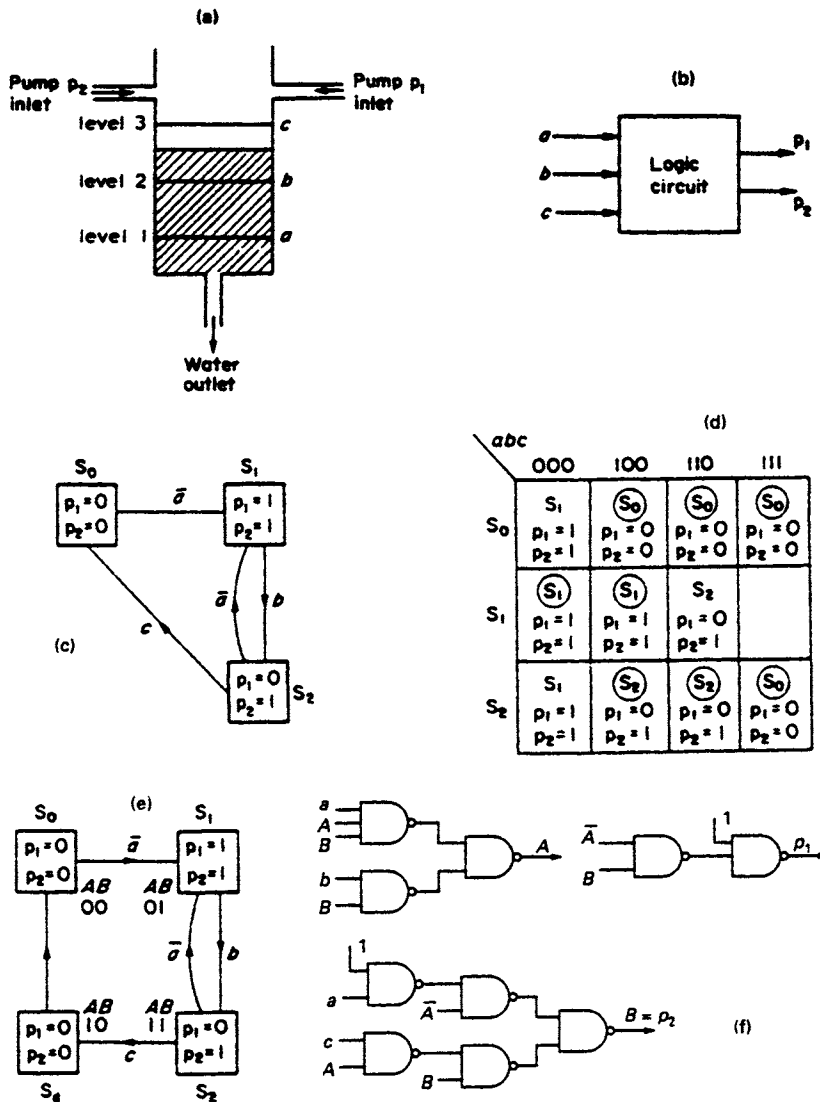 (a)
Pump p₂ inlet
Pump p₁ inlet
level 3 c
level 2 b
level 1 a
Water
outlet
(b)
a
b
c
Logic
circuit
p₁
p₂
(c)
S₀
p₁ = 0
p₂ = 0
ā
S₁
p₁ = 1
p₂ = 1
ā
b
c
p₁ = 0
p₂ = 1
S₂
(d)
abc
000 100 110 111
S₀
S₁ S₀ S₀ S₀
p₁ = 1 p₁ = 0 p₁ = 0 p₁ = 0
p₂ = 1 p₂ = 0 p₂ = 0 p₂ = 0
S₁
S₁ S₁ S₂
p₁ = 1 p₁ = 1 p₁ = 0
p₂ = 1 p₂ = 1 p₂ = 1
S₂
S₁ S₂ S₂ S₀
p₁ = 1 p₁ = 0 p₁ = 0 p₁ = 0
p₂ = 1 p₂ = 1 p₂ = 1 p₂ = 0
(e)
S₀
p₁ = 0
p₂ = 0
AB
00
ā
S₁
p₁ = 1
p₂ = 1
AB
01
ā
b
p₁ = 0
p₂ = 0
AB
10
c
AB
11
p₁ = 0
p₂ = 1
S₂
a
A
B
b
B
A
Ā
B
1
p₁
1
a
Ā
c
A
B
B = p₂
(f)